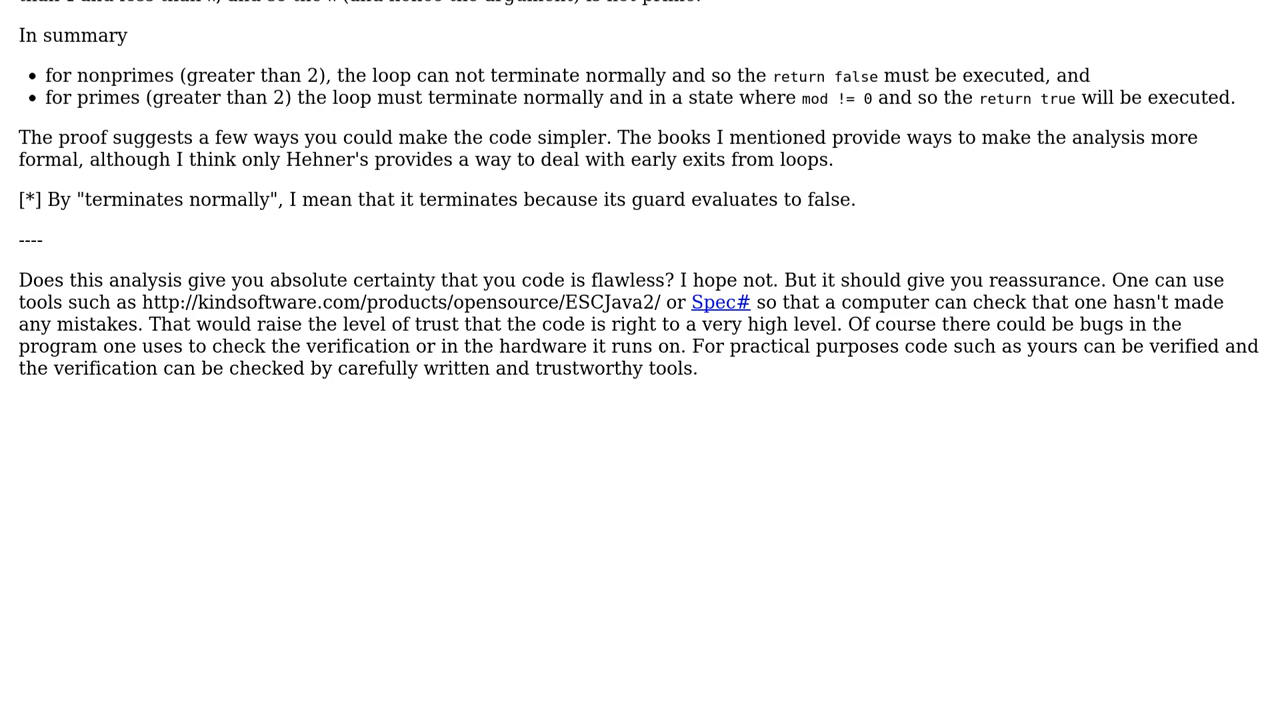 In summary
• for nonprimes (greater than 2), the loop can not terminate normally and so the return false must be executed, and
• for primes (greater than 2) the loop must terminate normally and in a state where mod != 0 and so the return true will be executed.
The proof suggests a few ways you could make the code simpler. The books I mentioned provide ways to make the analysis more
formal, although I think only Hehner's provides a way to deal with early exits from loops.
[*] By "terminates normally", I mean that it terminates because its guard evaluates to false.
----
Does this analysis give you absolute certainty that you code is flawless? I hope not. But it should give you reassurance. One can use
tools such as http://kindsoftware.com/products/opensource/ESCJava2/ or Spec# so that a computer can check that one hasn't made
any mistakes. That would raise the level of trust that the code is right to a very high level. Of course there could be bugs in the
program one uses to check the verification or in the hardware it runs on. For practical purposes code such as yours can be verified and
the verification can be checked by carefully written and trustworthy tools.